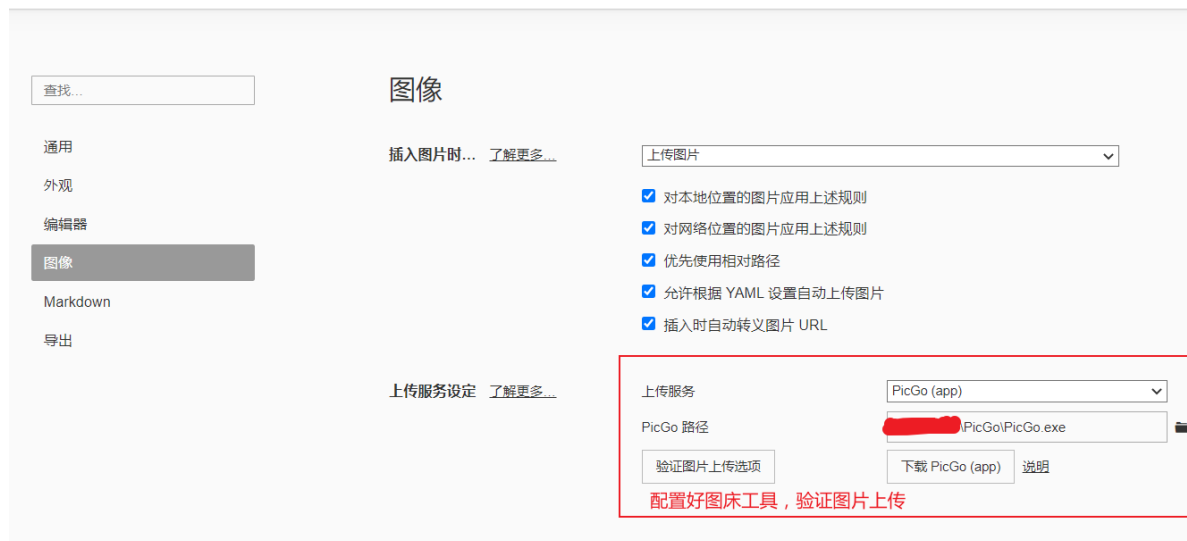 查找...
图像
通用
外观
编辑器
图像
Markdown
导出
插入图片时... 了解更多... 上传图片
对本地位置的图片应用上述规则
对网络位置的图片应用上述规则
优先使用相对路径
允许根据 YAML 设置自动上传图片
插入时自动转义图片 URL
上传服务设定 了解更多...
上传服务 PicGo (app)
PicGo 路径 \PicGo\PicGo.exe
验证图片上传选项 下载 PicGo (app) 说明
配置好图床工具，验证图片上传